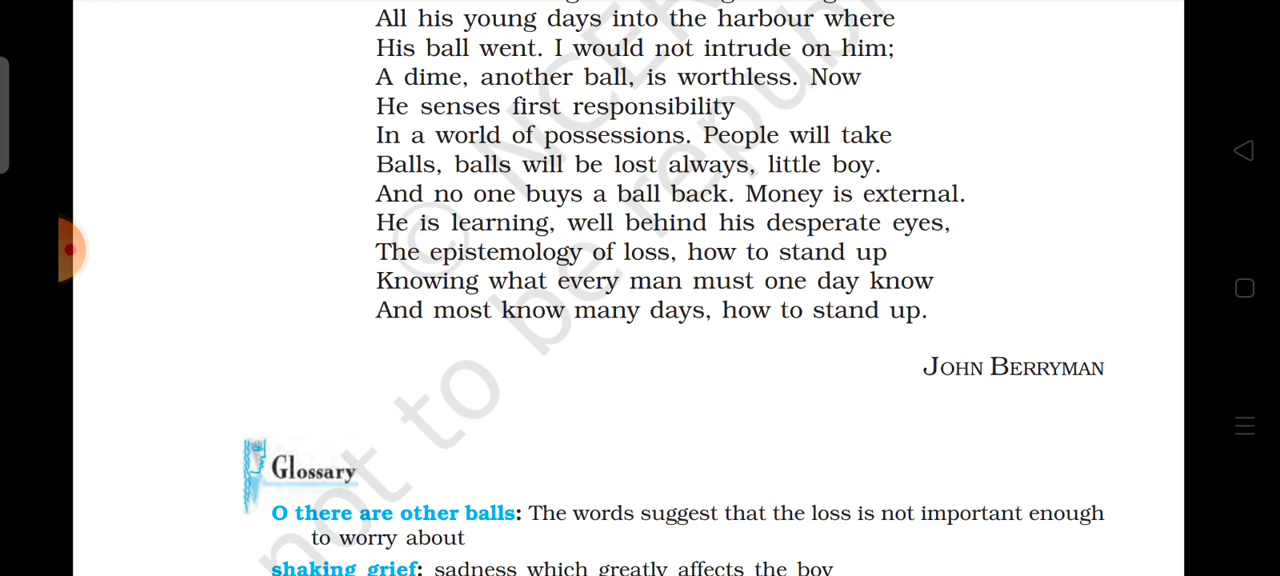 All his young days into the harbour where
His ball went. I would not intrude on him;
A dime, another ball, is worthless. Now
He senses first responsibility
In a world of possessions. People will take
Balls, balls will be lost always, little boy.
And no one buys a ball back. Money is external.
He is learning, well behind his desperate eyes,
The epistemology of loss, how to stand up
Knowing what every man must one day know
And most know many days, how to stand up.
JOHN BERRYMAN
Glossary
O there are other balls: The words suggest that the loss is not important enough
to worry about
shaking grief: sadness which greatly affects the boy
© NCER
not to be republ